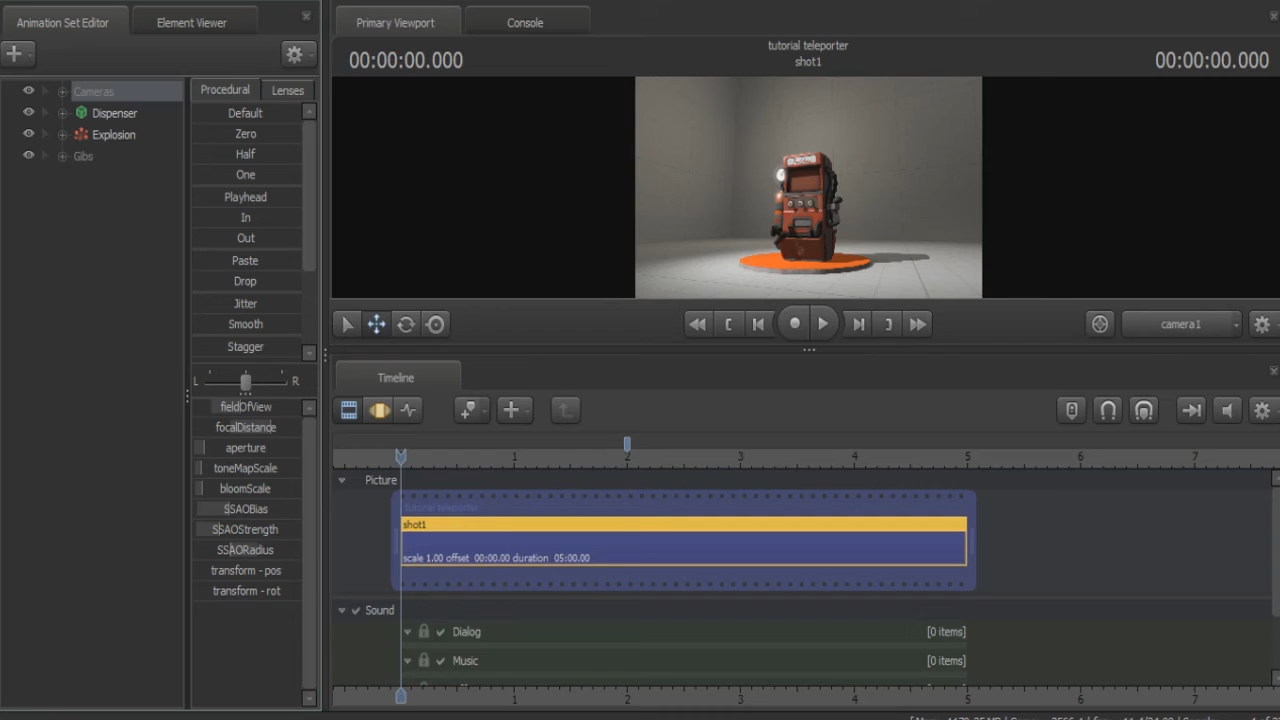 Animation Set Editor
Element Viewer
Primary Viewport
Console
00:00:00.000
tutorial teleporter
shot1
00:00:00.000
Cameras
Dispenser
Explosion
Gibs
Procedural
Lenses
Default
Zero
Half
One
Playhead
In
Out
Paste
Drop
Jitter
Smooth
Stagger
L R
fieldOfView
focalDistance
aperture
toneMapScale
bloomScale
SSAOBias
SSAOStrength
SSAORadius
transform - pos
transform - rot
camera1
Timeline
1 2 3 4 5 6 7
Picture
tutorial teleporter
shot1
scale 1.00 offset 00:00.00 duration 05:00.00
Sound
Dialog [0 items]
Music [0 items]
1 2 3 4 5 6 7